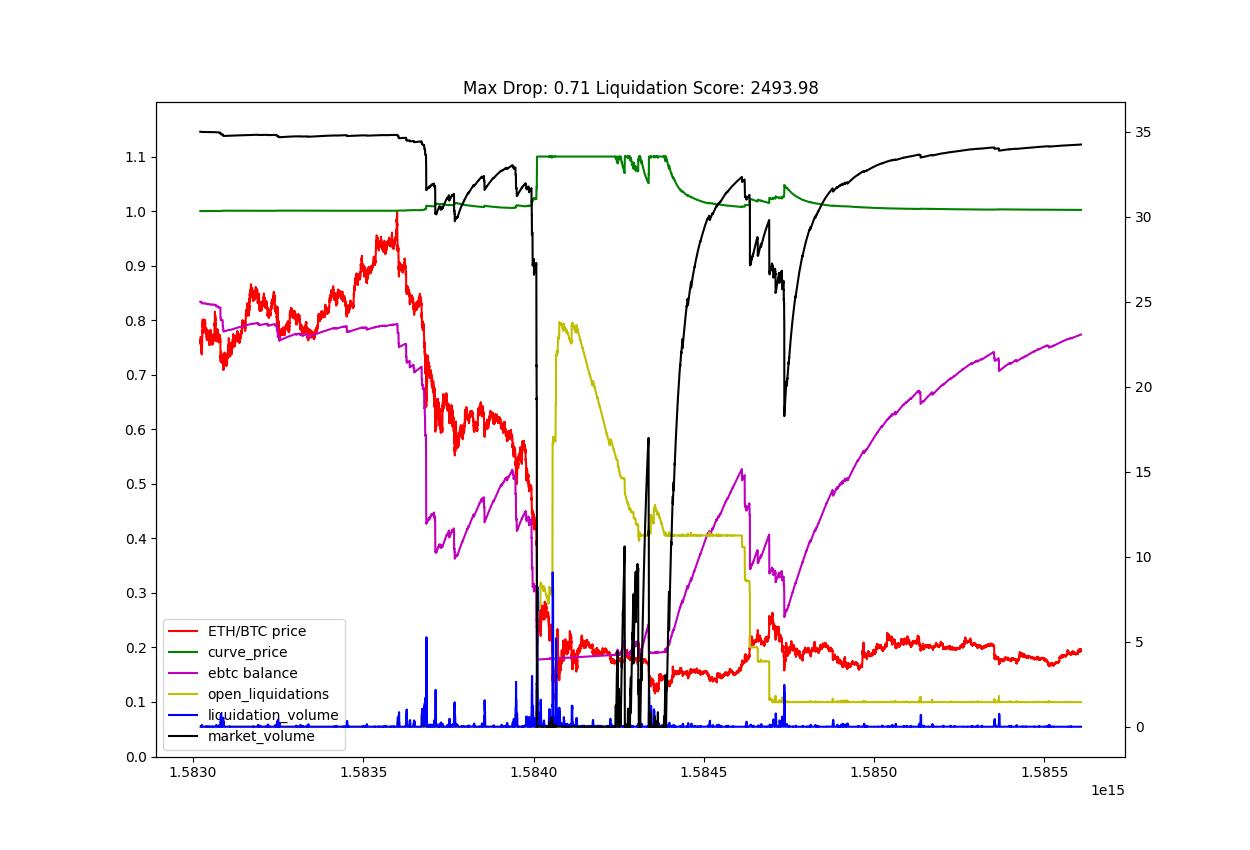 Max Drop: 0.71 Liquidation Score: 2493.98
35
1.1
1.0
30
0.9
25
0.8
0.7
20
0.6
0.5
15
0.4
10
0.3
ETH/BTC price
0.2
curve_price
5
ebtc balance
open_liquidations
0.1
liquidation_volume
0
market_volume
0.0
1.5830 1.5835 1.5840 1.5845 1.5850 1.5855
1e15